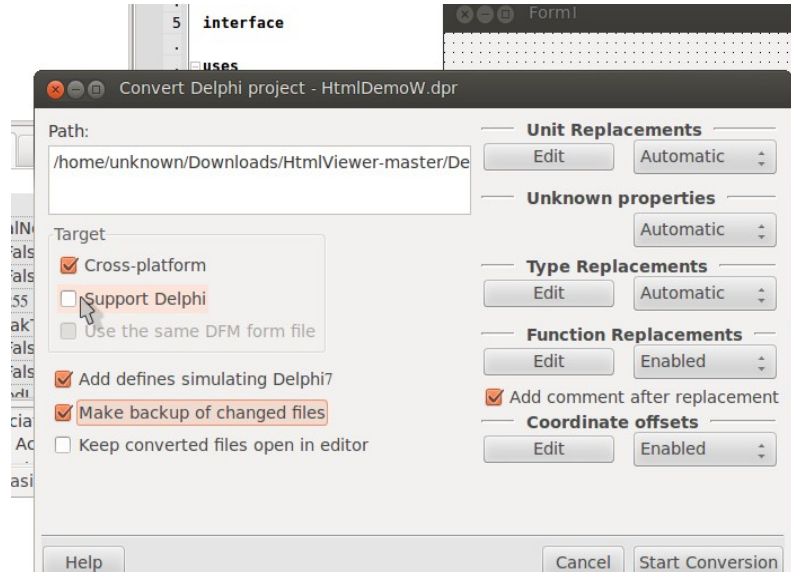 Form1
5 interface
uses
Convert Delphi project - HtmlDemoW.dpr
Path:
/home/unknown/Downloads/HtmlViewer-master/De
Target
Cross-platform
Support Delphi
Use the same DFM form file
Add defines simulating Delphi7
Make backup of changed files
Keep converted files open in editor
Unit Replacements
Edit Automatic
Unknown properties
Automatic
Type Replacements
Edit Automatic
Function Replacements
Edit Enabled
Add comment after replacement
Coordinate offsets
Edit Enabled
Help Cancel Start Conversion